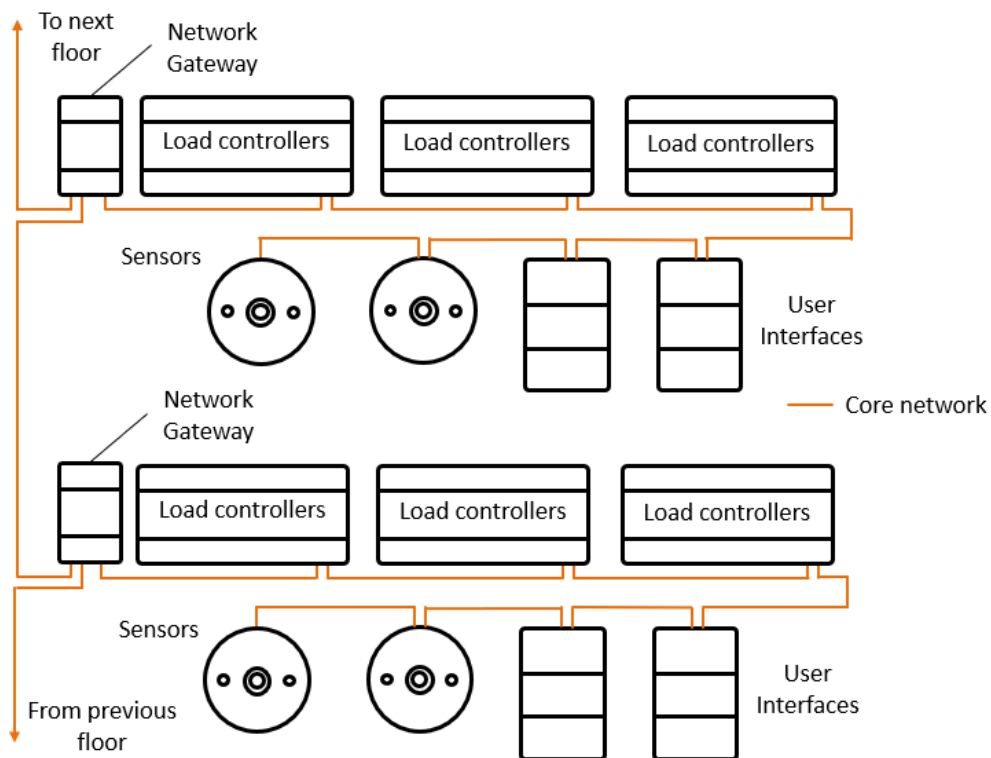 To next
floor
Network
Gateway
Load controllers
Load controllers
Load controllers
Sensors
User
Interfaces
Core network
Network
Gateway
Load controllers
Load controllers
Load controllers
Sensors
User
Interfaces
From previous
floor